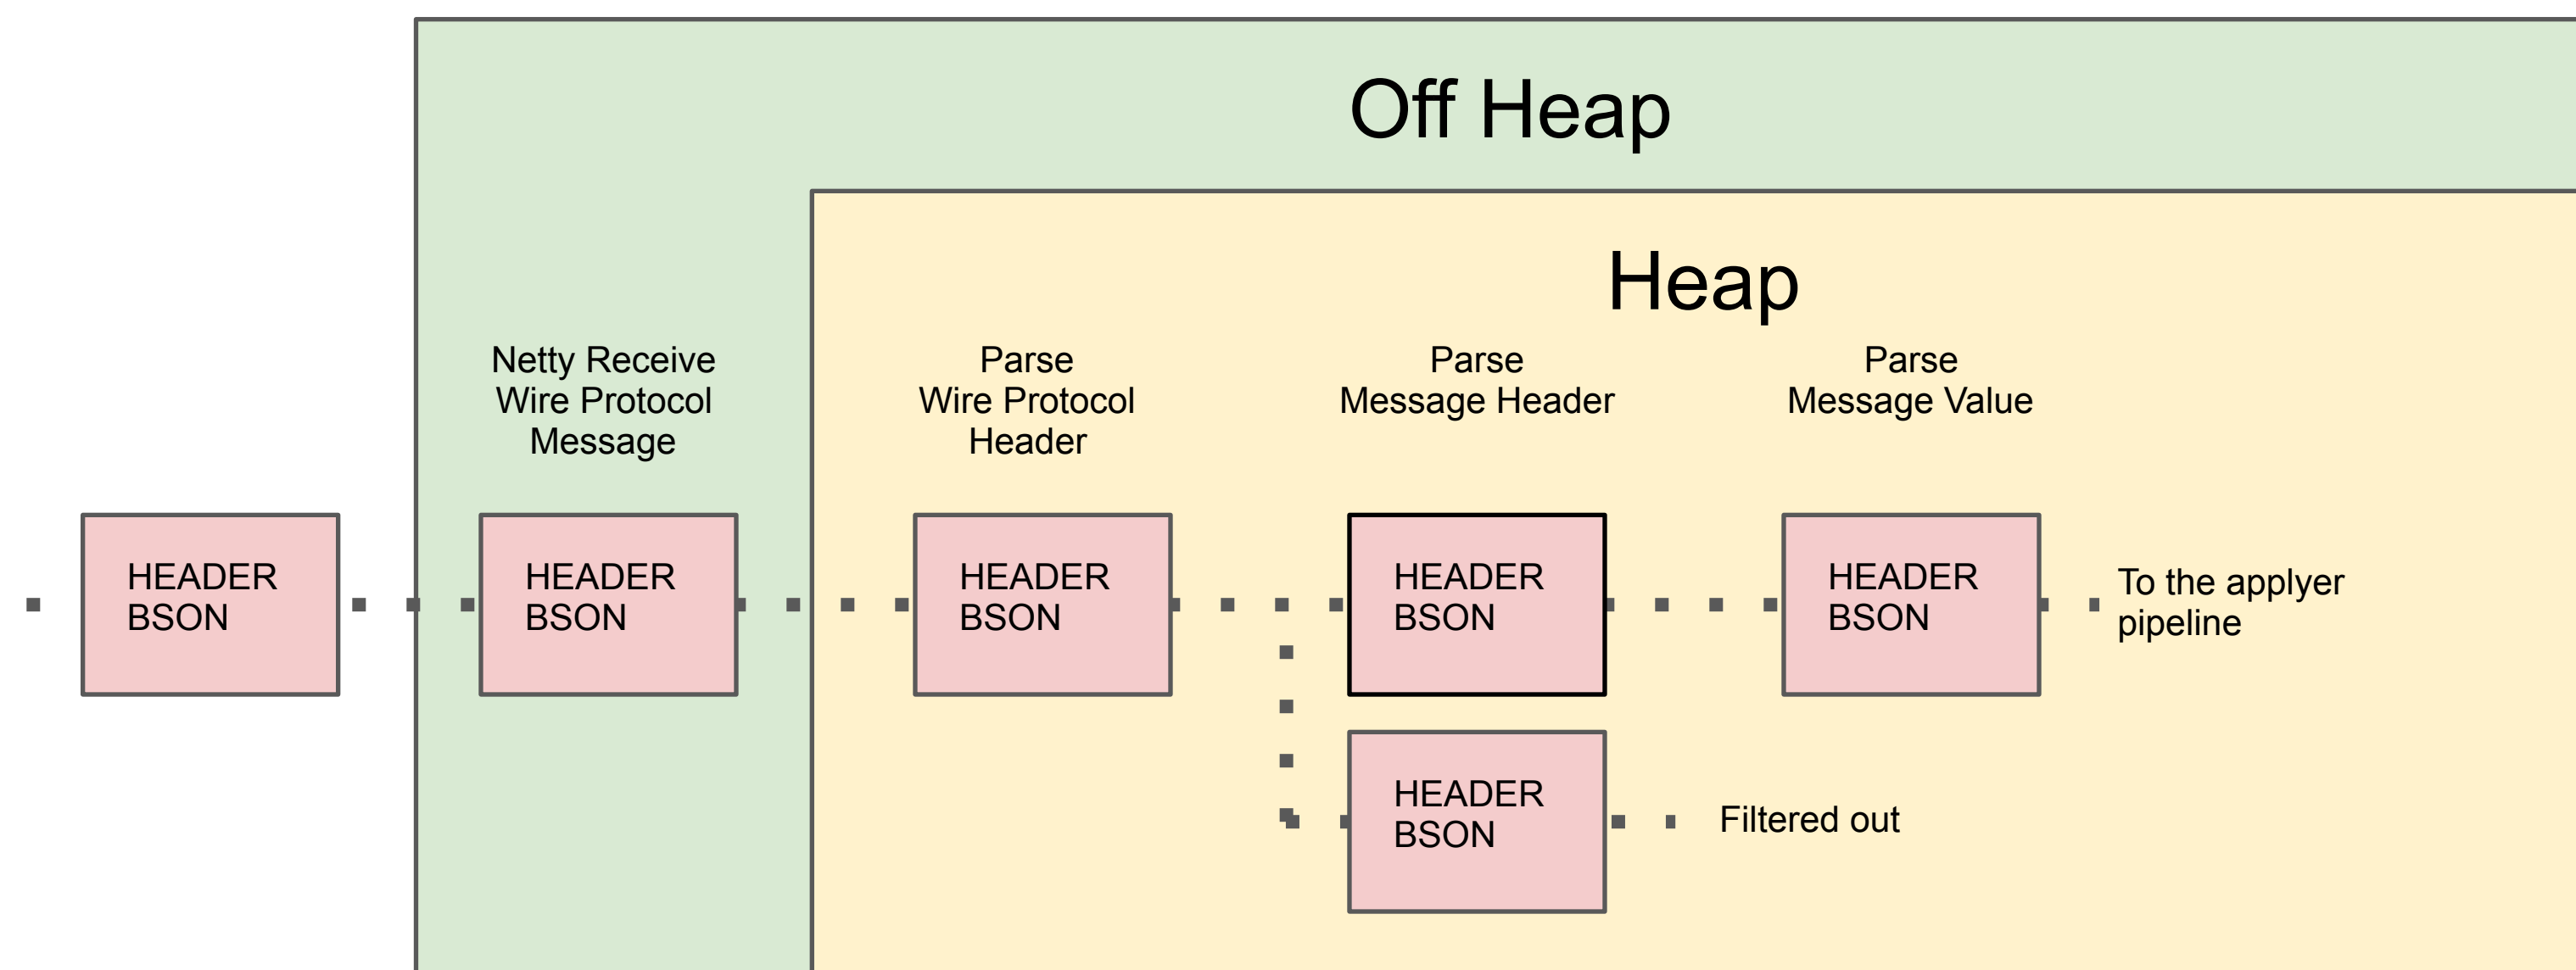 Off Heap
Heap
Netty Receive
Wire Protocol
Message
Parse
Wire Protocol
Header
Parse
Message Header
Parse
Message Value
HEADER
BSON
HEADER
BSON
HEADER
BSON
HEADER
BSON
HEADER
BSON
To the applyer
pipeline
HEADER
BSON
Filtered out